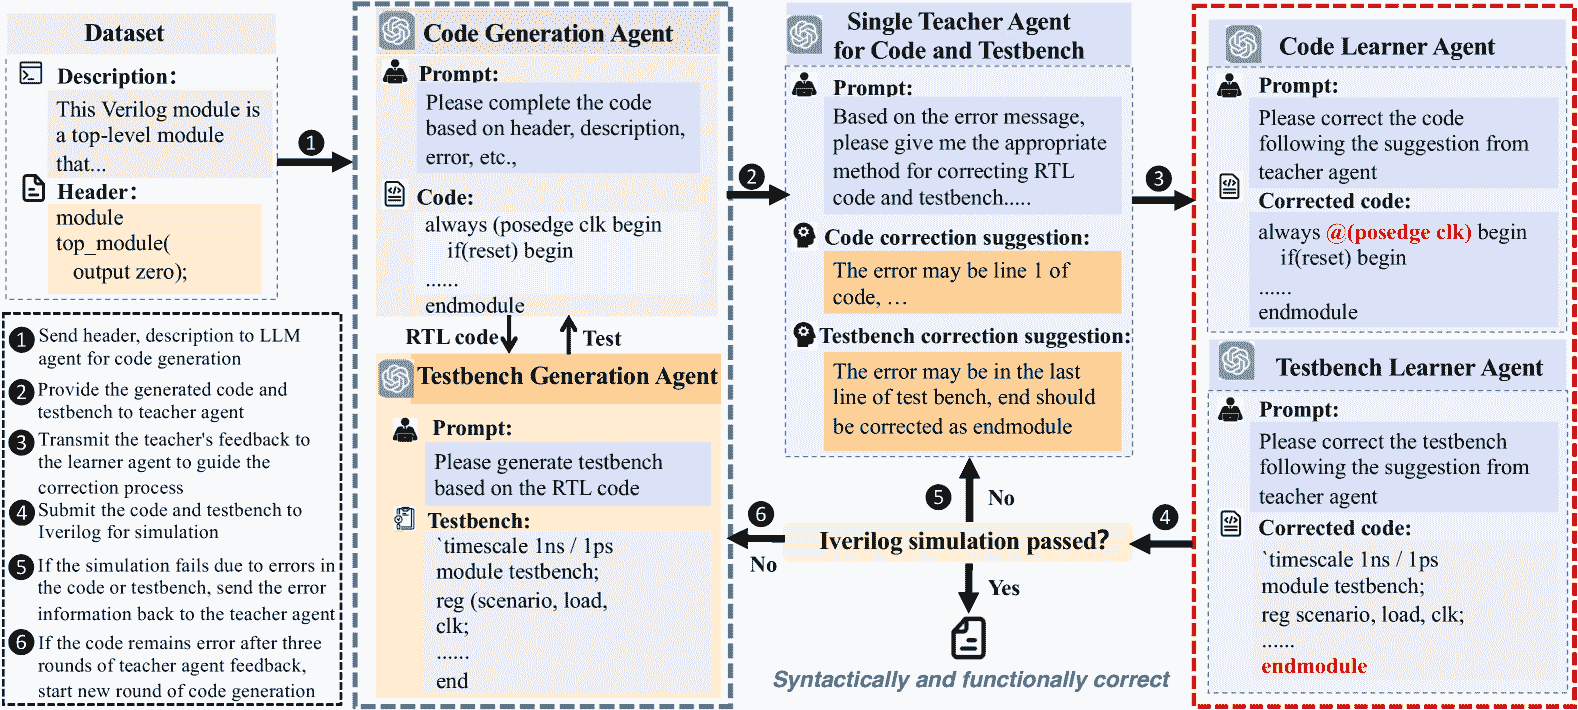 Dataset
Description:
This Verilog module is
a top-level module
that...
Header:
module
top_module(
output zero);
1
1 Send header, description to LLM
agent for code generation
2 Provide the generated code and
testbench to teacher agent
3 Transmit the teacher's feedback to
the learner agent to guide the
correction process
4 Submit the code and testbench to
Iverilog for simulation
5 If the simulation fails due to errors in
the code or testbench, send the error
information back to the teacher agent
6 If the code remains error after three
rounds of teacher agent feedback,
start new round of code generation
Code Generation Agent
Prompt:
Please complete the code
based on header, description,
error, etc.,
Code:
always (posedge clk begin
if(reset) begin
......
endmodule
RTL code
Test
Testbench Generation Agent
Prompt:
Please generate testbench
based on the RTL code
Testbench:
`timescale 1ns / 1ps
module testbench;
reg (scenario, load,
clk;
......
end
2
Single Teacher Agent
for Code and Testbench
Prompt:
Based on the error message,
please give me the appropriate
method for correcting RTL
code and testbench.....
Code correction suggestion:
The error may be line 1 of
code, ...
Testbench correction suggestion:
The error may be in the last
line of test bench, end should
be corrected as endmodule
5 No
6
No
Iverilog simulation passed?
4
Yes
Syntactically and functionally correct
3
Code Learner Agent
Prompt:
Please correct the code
following the suggestion from
teacher agent
Corrected code:
always @(posedge clk) begin
if(reset) begin
......
endmodule
Testbench Learner Agent
Prompt:
Please correct the testbench
following the suggestion from
teacher agent
Corrected code:
`timescale 1ns / 1ps
module testbench;
reg scenario, load, clk;
......
endmodule